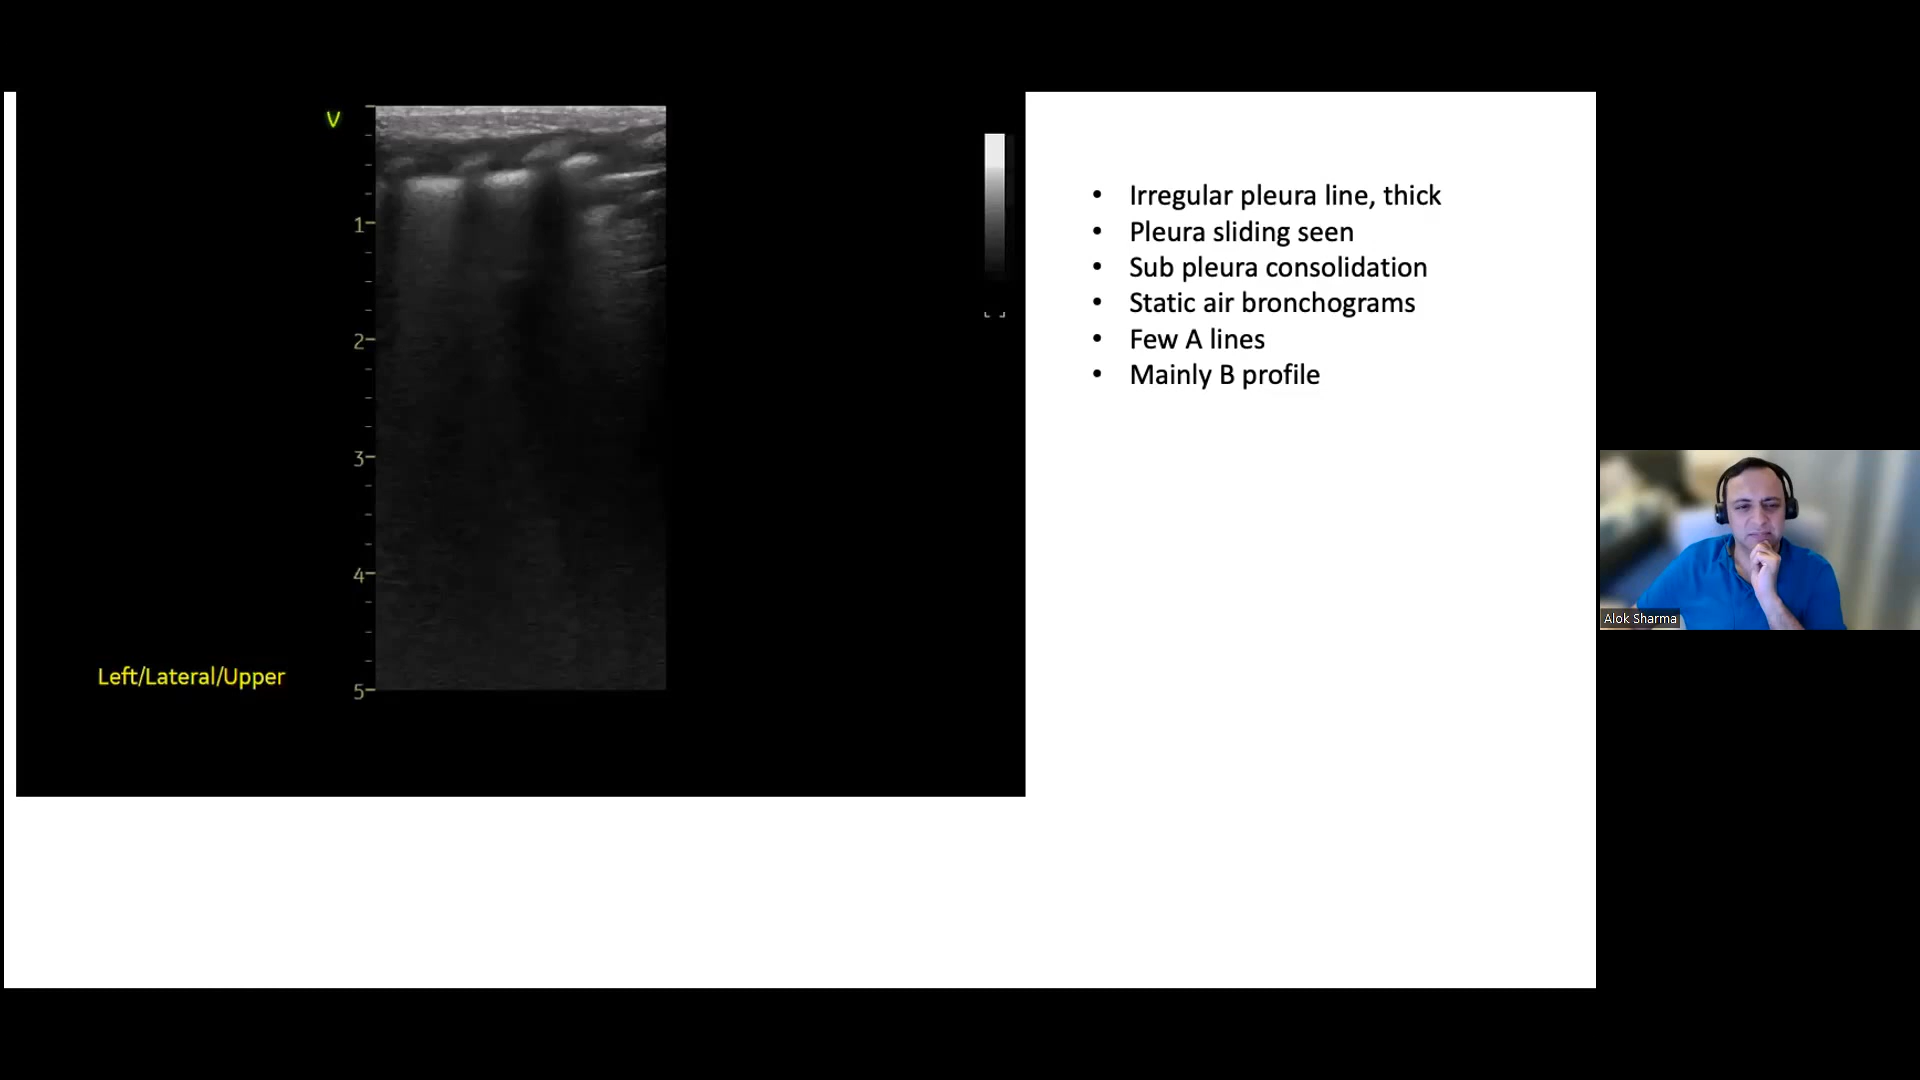 V
1
2
3
4
5
Left/Lateral/Upper
• Irregular pleura line, thick
• Pleura sliding seen
• Sub pleura consolidation
• Static air bronchograms
• Few A lines
• Mainly B profile
Alok Sharma